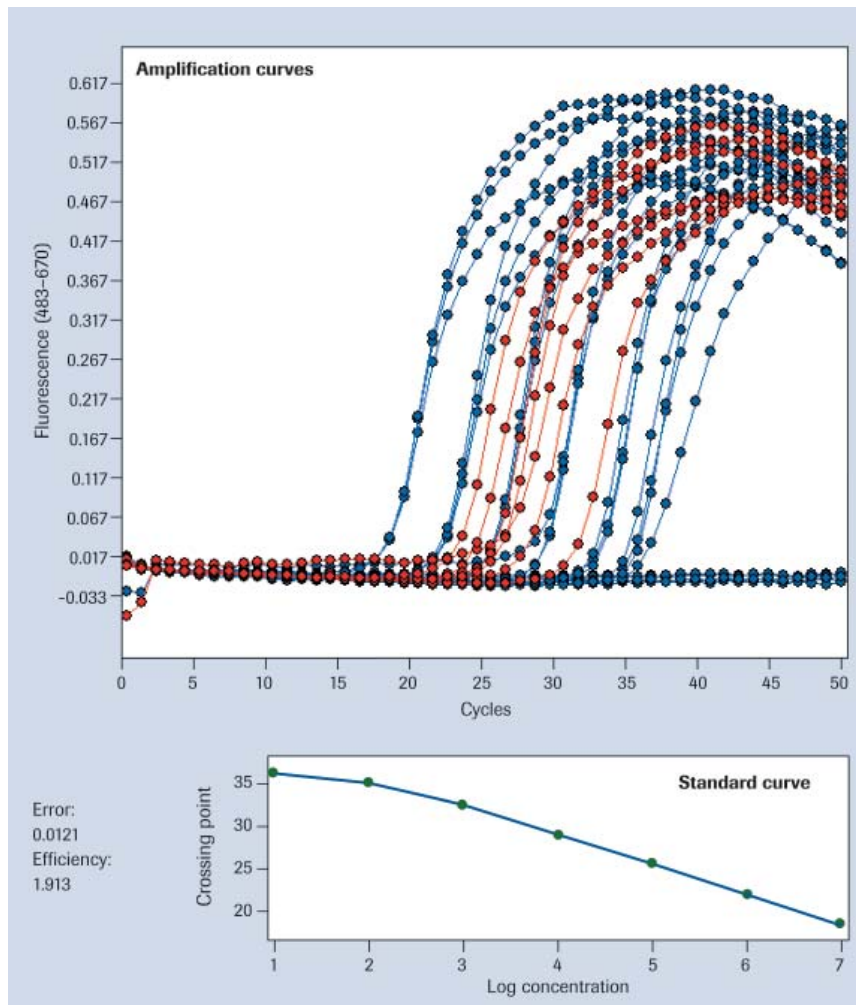 Amplification curves
0.617
0.567
0.517
0.467
0.417
0.367
0.317
0.267
0.217
0.167
0.117
0.067
0.017
-0.033
Fluorescence (483–670)
0 5 10 15 20 25 30 35 40 45 50
Cycles
Error:
0.0121
Efficiency:
1.913
Standard curve
35
30
25
20
Crossing point
1 2 3 4 5 6 7
Log concentration